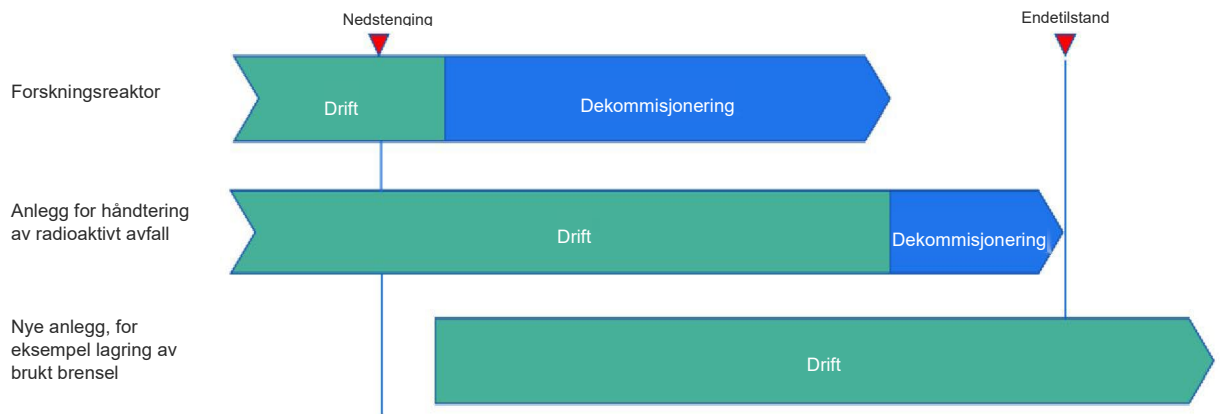 Nedstenging
Endetilstand
Forskningsreaktor
Drift
Dekommisjonering
Anlegg for håndtering
av radioaktivt avfall
Drift
Dekommisjonering
Nye anlegg, for
eksempel lagring av
brukt brensel
Drift